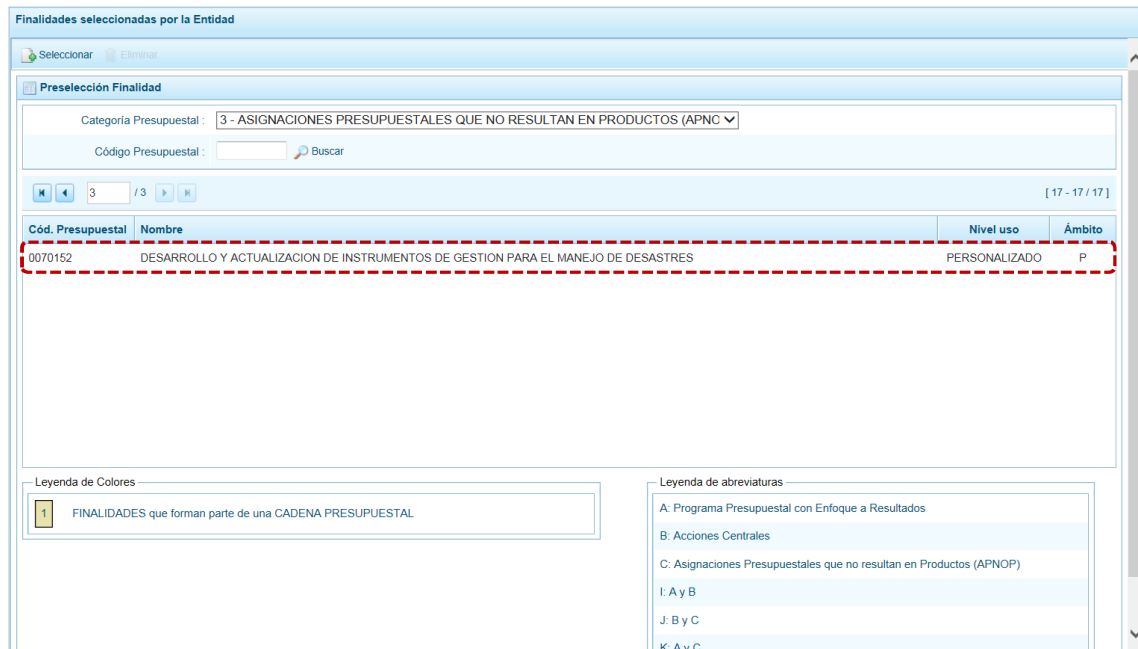 Finalidades seleccionadas por la Entidad
Seleccionar Eliminar
Preselección Finalidad
Categoría Presupuestal : 3 - ASIGNACIONES PRESUPUESTALES QUE NO RESULTAN EN PRODUCTOS (APNC
Código Presupuestal : Buscar
3 / 3 [ 17 - 17 / 17 ]
Cód. Presupuestal Nombre Nivel uso Ámbito
0070152 DESARROLLO Y ACTUALIZACION DE INSTRUMENTOS DE GESTION PARA EL MANEJO DE DESASTRES PERSONALIZADO P
Leyenda de Colores
1 FINALIDADES que forman parte de una CADENA PRESUPUESTAL
Leyenda de abreviaturas
A: Programa Presupuestal con Enfoque a Resultados
B: Acciones Centrales
C: Asignaciones Presupuestales que no resultan en Productos (APNOP)
I: A y B
J: B y C
K: A y C